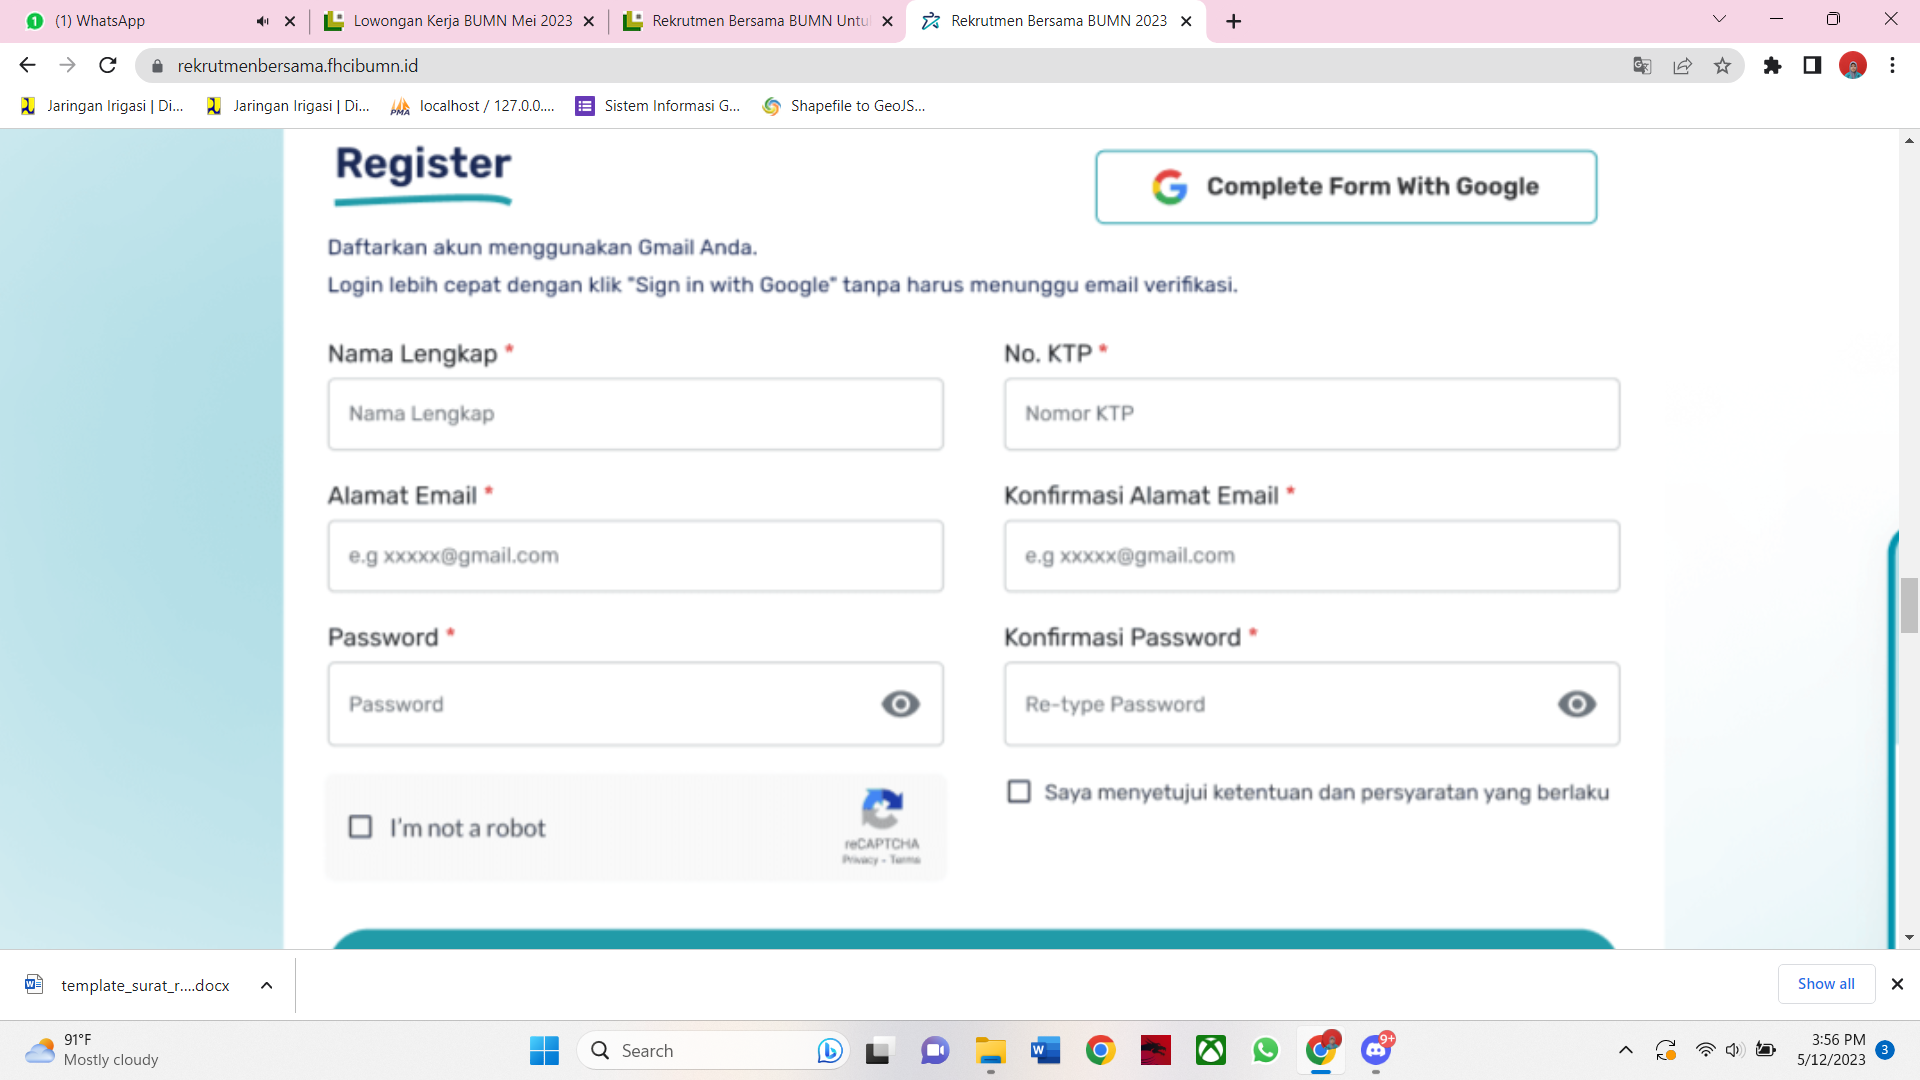 (1) WhatsApp
Lowongan Kerja BUMN Mei 2023
Rekrutmen Bersama BUMN Untu
Rekrutmen Bersama BUMN 2023
rekrutmenbersama.fhcibumn.id
Jaringan Irigasi | Di...
Jaringan Irigasi | Di...
PMA
localhost / 127.0.0....
Sistem Informasi G...
Shapefile to GeoJS...
Register
Complete Form With Google
Daftarkan akun menggunakan Gmail Anda.
Login lebih cepat dengan klik "Sign in with Google" tanpa harus menunggu email verifikasi.
Nama Lengkap *
No. KTP *
Nama Lengkap
Nomor KTP
Alamat Email *
Konfirmasi Alamat Email *
e.g xxxxx@gmail.com
e.g xxxxx@gmail.com
Password *
Konfirmasi Password *
Password
Re-type Password
I'm not a robot
reCAPTCHA
Privacy - Terms
Saya menyetujui ketentuan dan persyaratan yang berlaku
template_surat_r....docx
Show all
91°F
Mostly cloudy
Search
9+
3:56 PM
5/12/2023
3